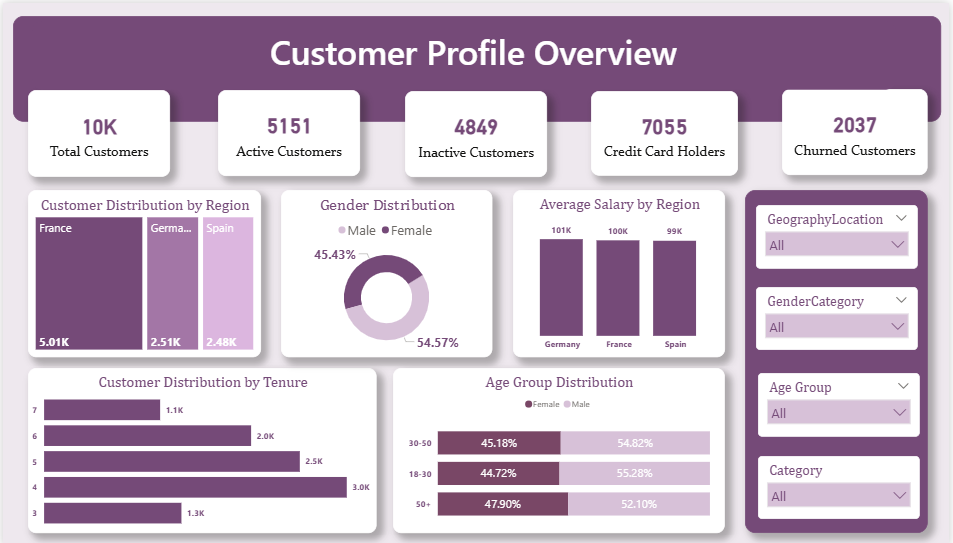 Customer Profile Overview
10K
Total Customers
5151
Active Customers
4849
Inactive Customers
7055
Credit Card Holders
2037
Churned Customers
Customer Distribution by Region
France
Germa...
Spain
5.01K
2.51K
2.48K
Gender Distribution
Male Female
45.43%
54.57%
Average Salary by Region
101K
100K
99K
Germany
France
Spain
GeographyLocation
All
GenderCategory
All
Age Group
All
Category
All
Customer Distribution by Tenure
7 1.1K
6 2.0K
5 2.5K
4 3.0K
3 1.3K
Age Group Distribution
Female Male
30-50 45.18% 54.82%
18-30 44.72% 55.28%
50+ 47.90% 52.10%